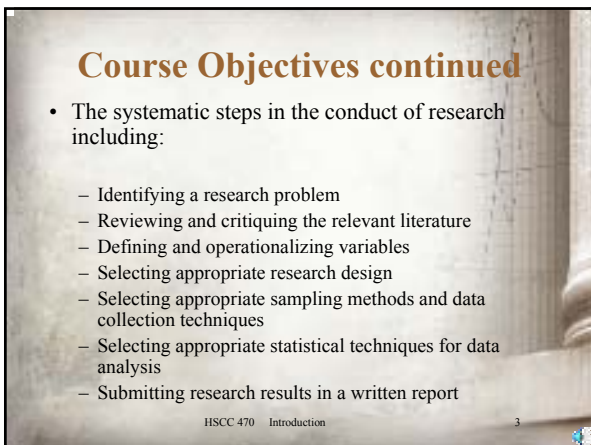 Course Objectives continued
• The systematic steps in the conduct of research
including:
– Identifying a research problem
– Reviewing and critiquing the relevant literature
– Defining and operationalizing variables
– Selecting appropriate research design
– Selecting appropriate sampling methods and data
collection techniques
– Selecting appropriate statistical techniques for data
analysis
– Submitting research results in a written report
HSCC 470 Introduction 3